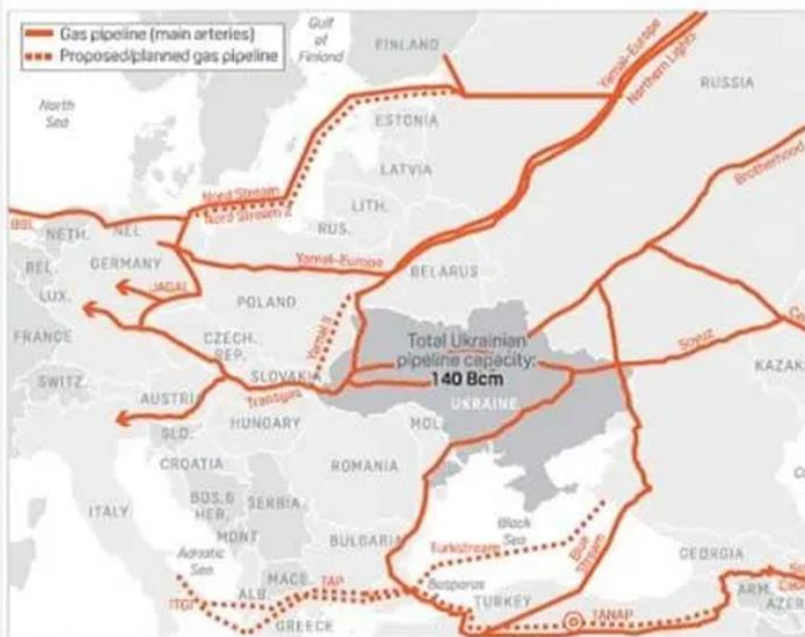 Gas pipeline (main arteries)
Proposed/planned gas pipeline
Gulf
of
Finland
FINLAND
North
Sea
RUSSIA
Yamal-Europe
Northern Lights
ESTONIA
LATVIA
LITH.
RUS.
Brotherhood
Nord Stream
Nord Stream 2
BBL
NETH.
NEL
BEL.
GERMANY
LUX.
JAGAL
Yamal-Europe
BELARUS
POLAND
Yamal II
FRANCE
CZECH.
REP.
SWITZ.
AUSTRI
SLOVAKIA
Transgas
Total Ukrainian
pipeline capacity:
140 Bcm
UKRAINE
Soyuz
KAZAK
SLO.
HUNGARY
MOL.
CROATIA
ROMANIA
BOS.&
HER.
SERBIA
ITALY
MONT
Adriatic
Sea
BULGARIA
Black
Sea
Turkstream
Blue
Stream
GEORGIA
MACE.
ALB.
TAP
ITGI
GREECE
Bosporus
TURKEY
TANAP
ARM.
AZER